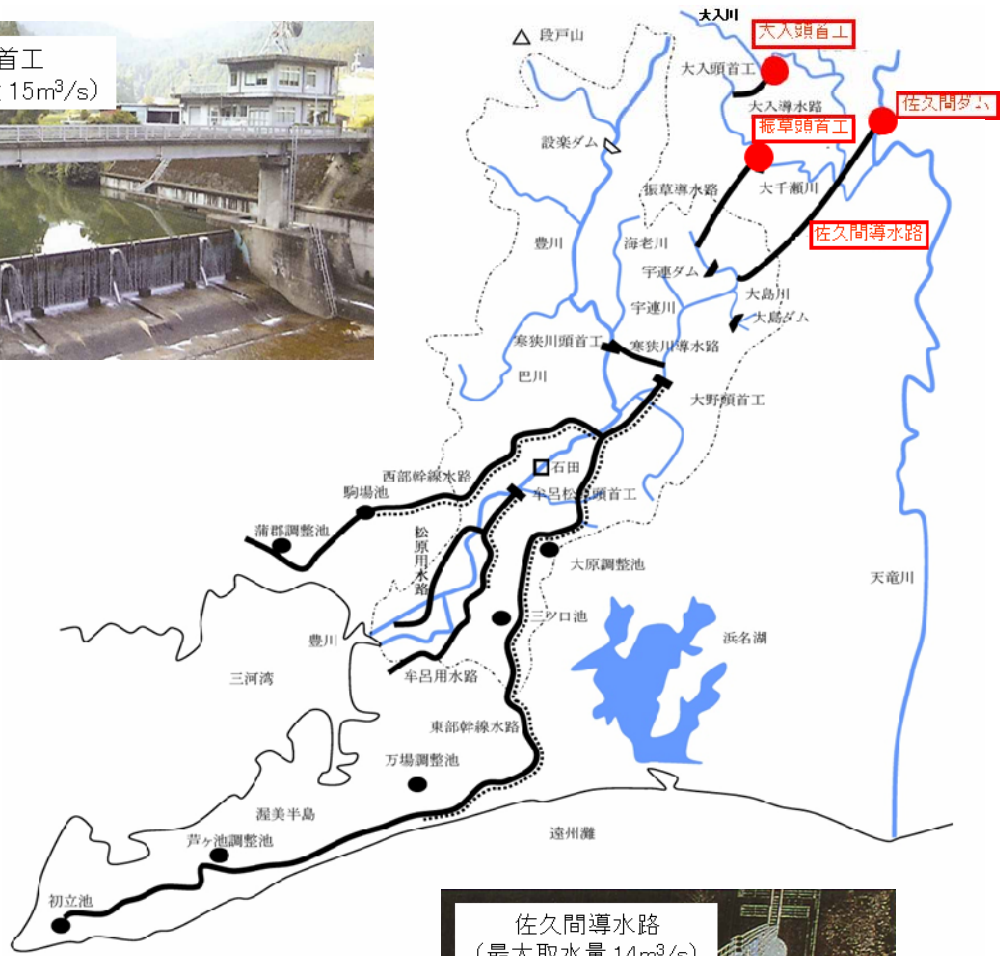 首工
15m³/s)
大入川
段戸山
大入頭首工
大入頭首工
大入導水路
佐久間ダム
振草頭首工
設楽ダム
振草導水路
大千瀬川
佐久間導水路
豊川
海老川
宇連ダム
大島川
宇連川
大島ダム
寒狭川頭首工
寒狭川導水路
巴川
大野頭首工
石田
西部幹線水路
駒場池
牟呂松原頭首工
蒲郡調整池
松原用水路
大原調整池
天竜川
三ツ口池
豊川
浜名湖
三河湾
牟呂用水路
東部幹線水路
万場調整池
渥美半島
遠州灘
芦ヶ池調整池
初立池
佐久間導水路
(最大取水量 14m³/s)